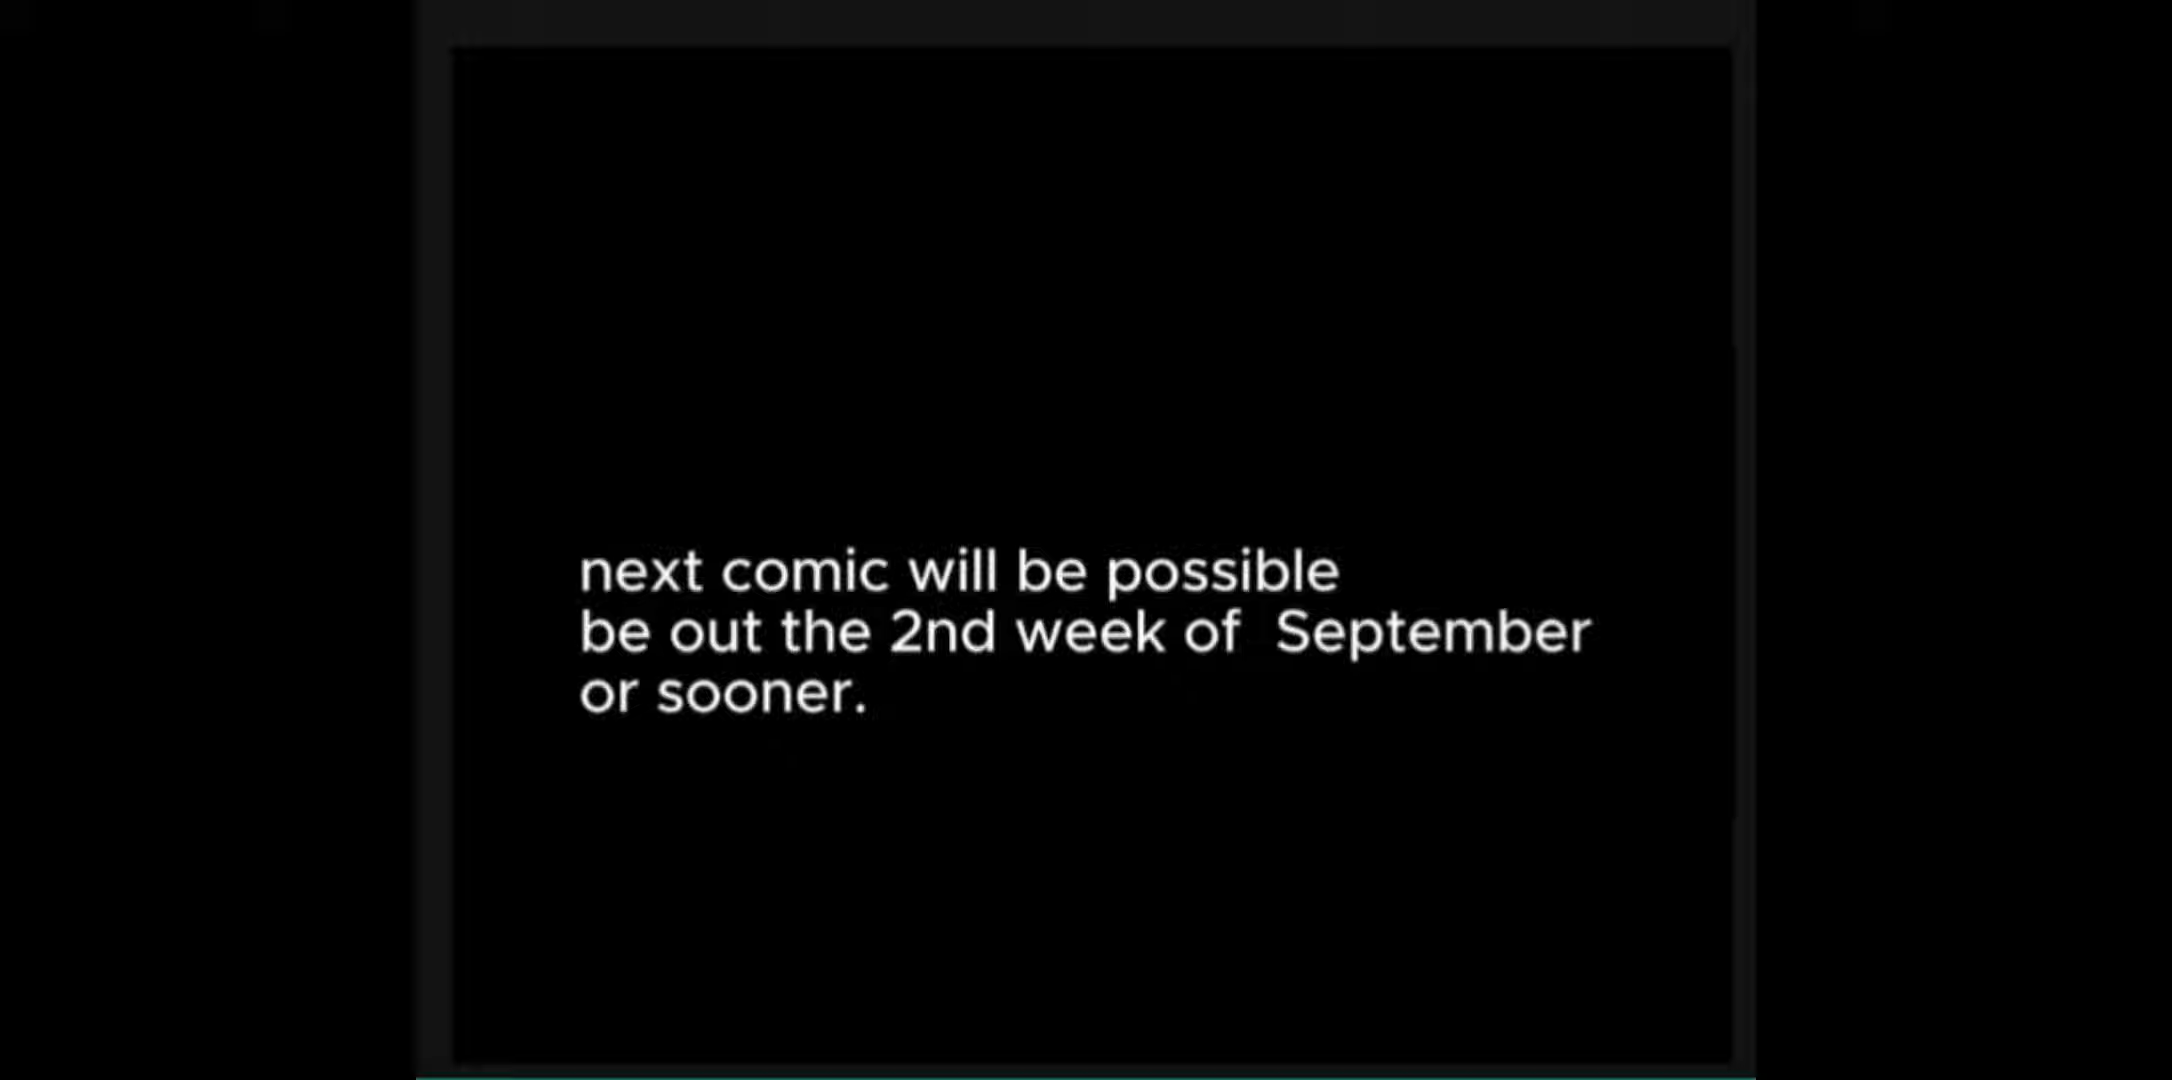 next comic will be possible
be out the 2nd week of  September
or sooner.